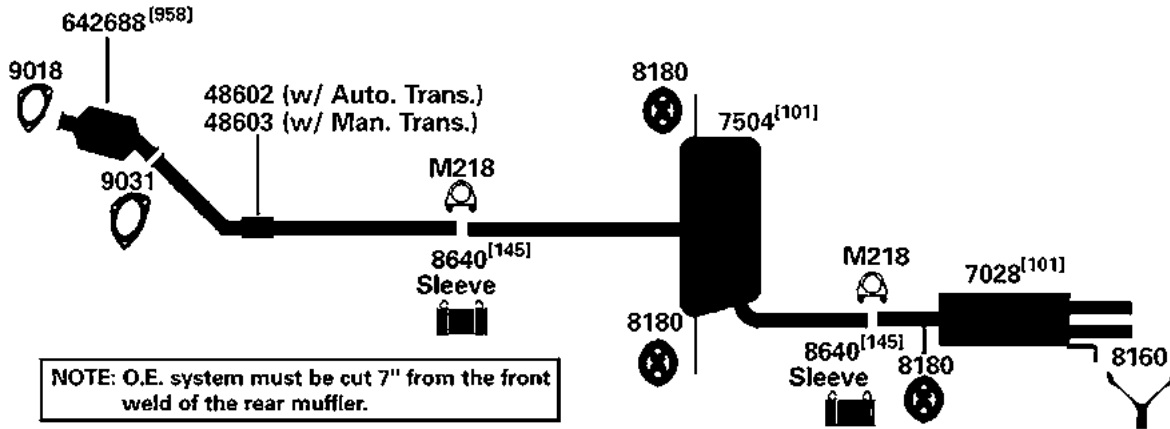 642688[958]
9018
48602 (w/ Auto. Trans.)
48603 (w/ Man. Trans.)
9031
M218
8640[145]
Sleeve
8180
7504[101]
8180
M218
7028[101]
8640[145]
Sleeve
8180
8160
NOTE: O.E. system must be cut 7" from the front
weld of the rear muffler.